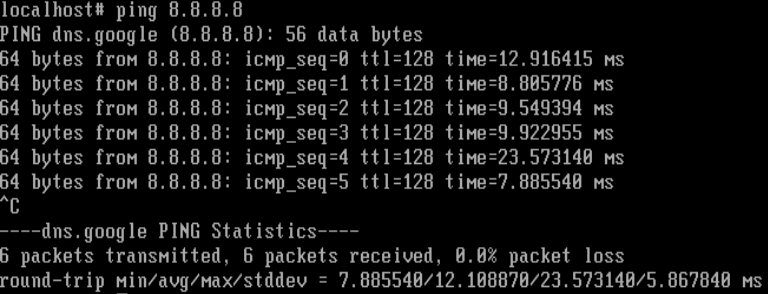 localhost# ping 8.8.8.8
PING dns.google (8.8.8.8): 56 data bytes
64 bytes from 8.8.8.8: icmp_seq=0 ttl=128 time=12.916415 ms
64 bytes from 8.8.8.8: icmp_seq=1 ttl=128 time=8.805776 ms
64 bytes from 8.8.8.8: icmp_seq=2 ttl=128 time=9.549394 ms
64 bytes from 8.8.8.8: icmp_seq=3 ttl=128 time=9.922955 ms
64 bytes from 8.8.8.8: icmp_seq=4 ttl=128 time=23.573140 ms
64 bytes from 8.8.8.8: icmp_seq=5 ttl=128 time=7.885540 ms
^C
----dns.google PING Statistics----
6 packets transmitted, 6 packets received, 0.0% packet loss
round-trip min/avg/max/stddev = 7.885540/12.108870/23.573140/5.867840 ms